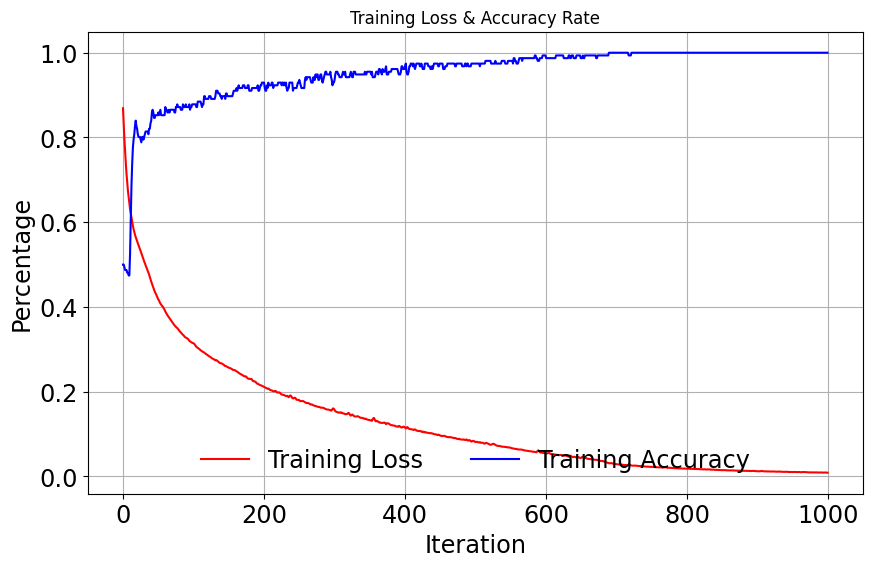 Training Loss & Accuracy Rate
1.0
0.8
0.6
0.4
0.2
0.0
Percentage
Training Loss
Training Accuracy
0 200 400 600 800 1000
Iteration